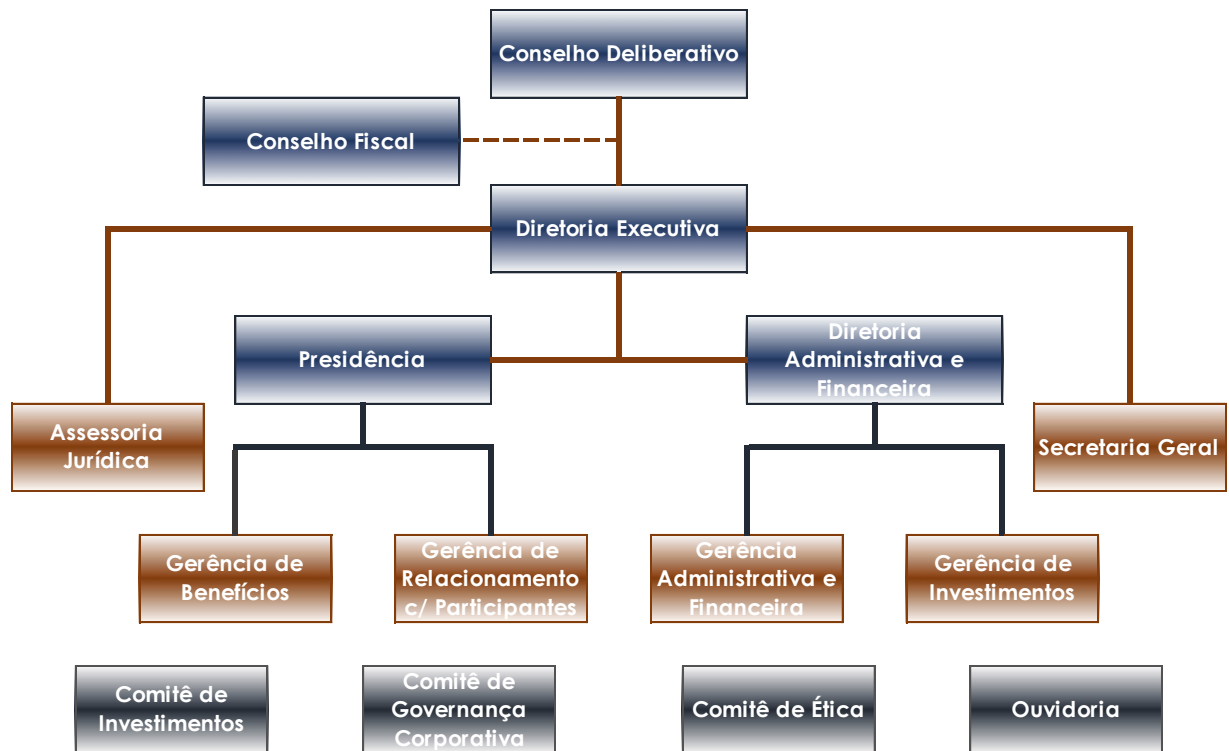 Conselho Deliberativo
Conselho Fiscal
Diretoria Executiva
Presidência
Diretoria
Administrativa e
Financeira
Assessoria
Jurídica
Secretaria Geral
Gerência de
Benefícios
Gerência de
Relacionamento
c/ Participantes
Gerência
Administrativa e
Financeira
Gerência de
Investimentos
Comitê de
Investimentos
Comitê de
Governança
Corporativa
Comitê de Ética
Ouvidoria